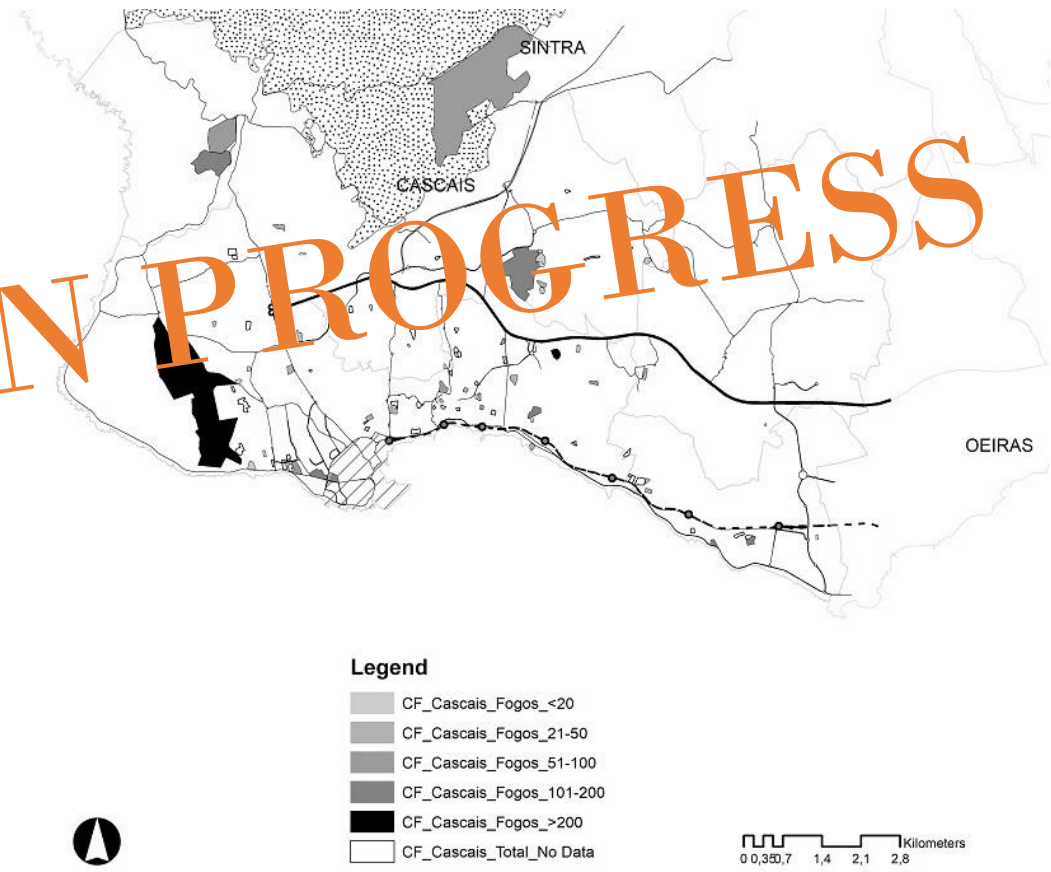 SINTRA
CASCAIS
N PROGRESS
OEIRAS
Legend
CF_Cascais_Fogos_<20
CF_Cascais_Fogos_21-50
CF_Cascais_Fogos_51-100
CF_Cascais_Fogos_101-200
CF_Cascais_Fogos_>200
CF_Cascais_Total_No Data
Kilometers
0 0,35 0,7 1,4 2,1 2,8